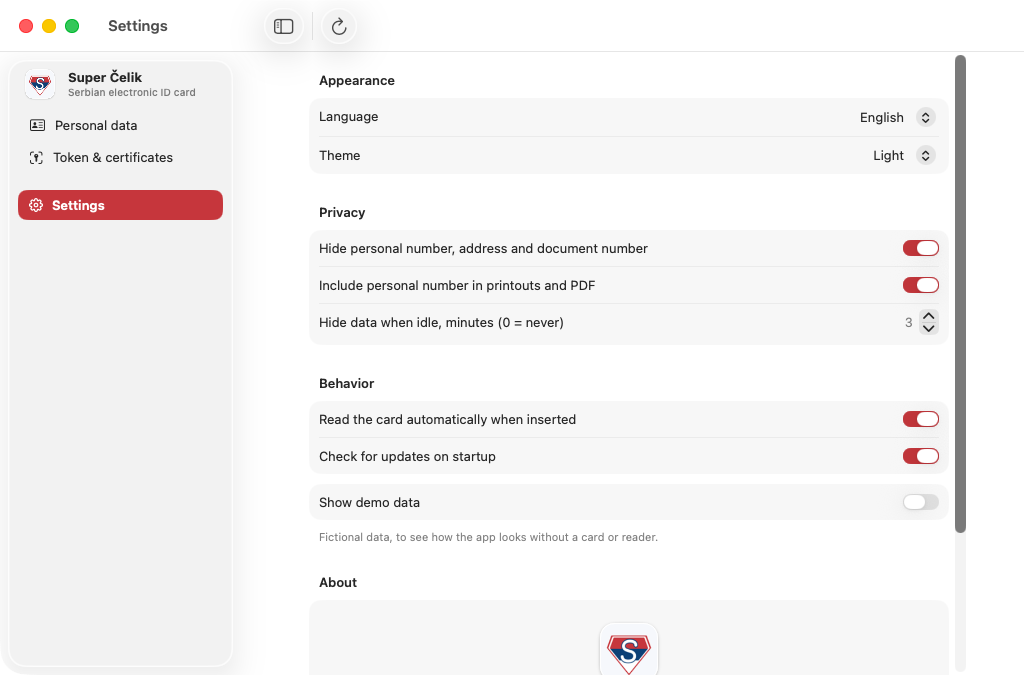 Settings
Super Čelik
Serbian electronic ID card
Personal data
Token & certificates
Settings
Appearance
Language English
Theme Light
Privacy
Hide personal number, address and document number
Include personal number in printouts and PDF
Hide data when idle, minutes (0 = never) 3
Behavior
Read the card automatically when inserted
Check for updates on startup
Show demo data
Fictional data, to see how the app looks without a card or reader.
About
S